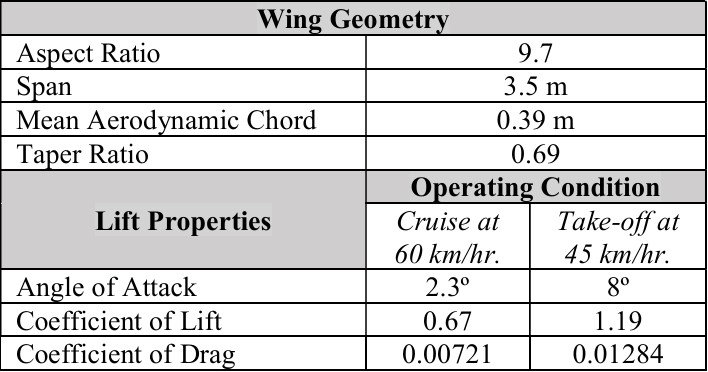 Wing Geometry
Aspect Ratio 9.7
Span 3.5 m
Mean Aerodynamic Chord 0.39 m
Taper Ratio 0.69
Lift Properties
Operating Condition
Cruise at 60 km/hr.
Take-off at 45 km/hr.
Angle of Attack 2.3º 8º
Coefficient of Lift 0.67 1.19
Coefficient of Drag 0.00721 0.01284